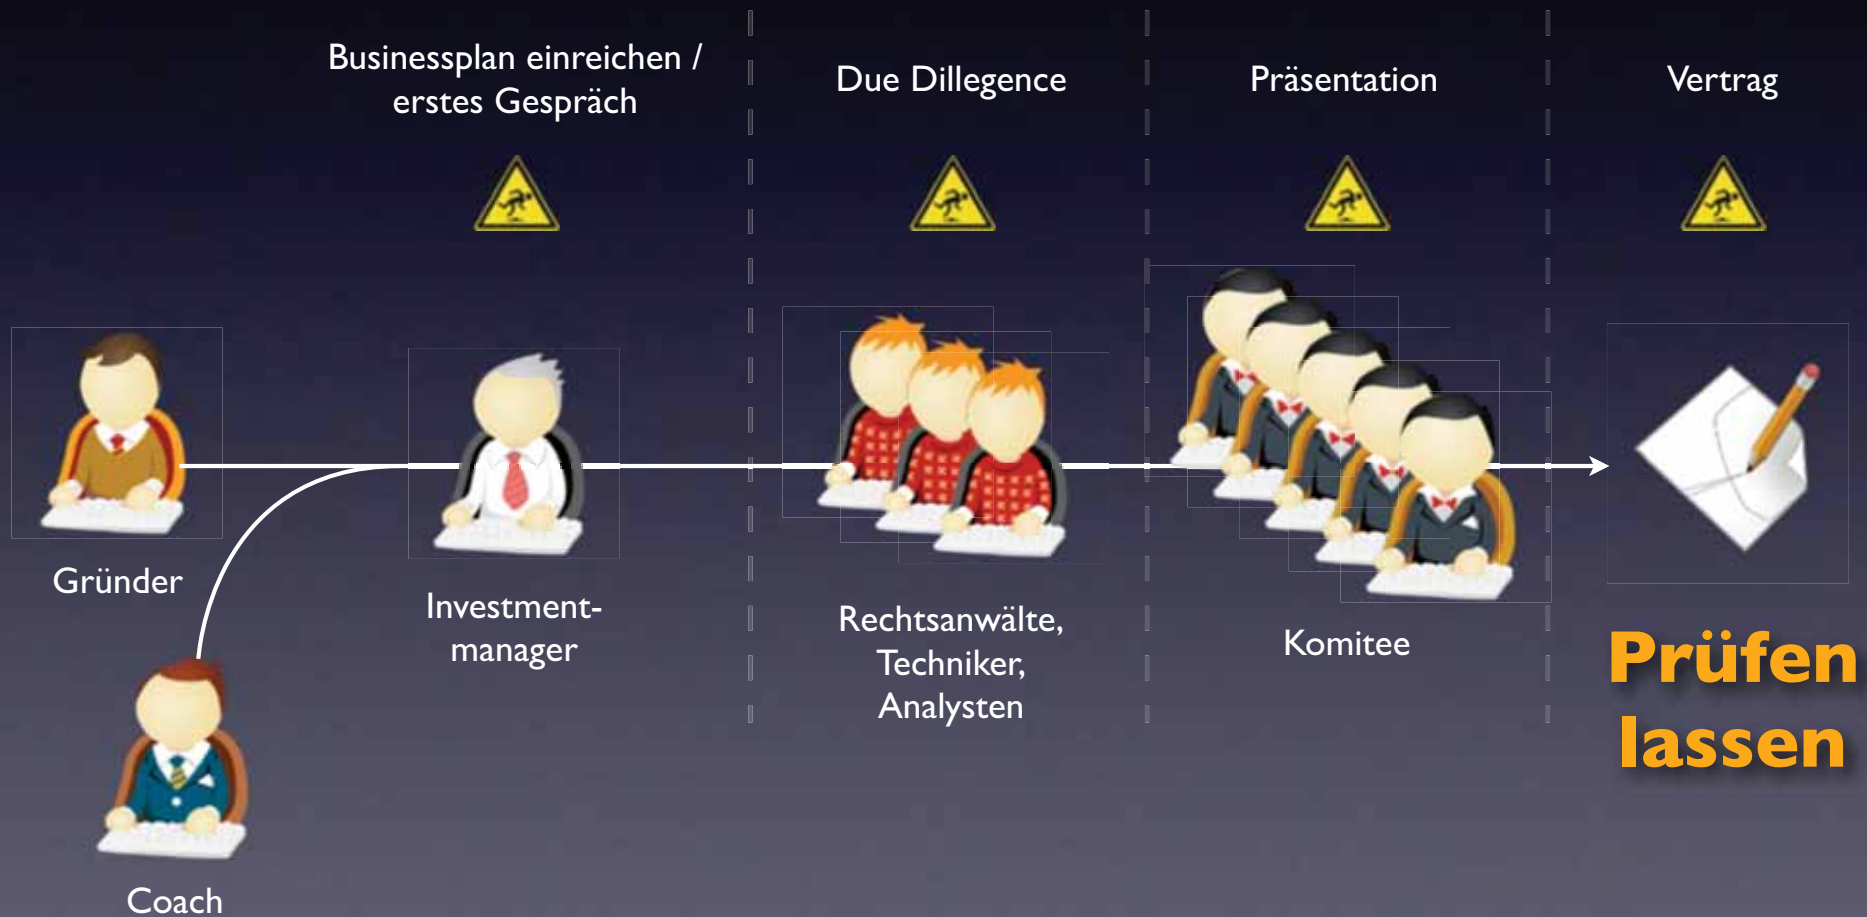 Businessplan einreichen /
erstes Gespräch
Due Dillegence
Präsentation
Vertrag
Gründer
Investment-
manager
Rechtsanwälte,
Techniker,
Analysten
Komitee
Prüfen
lassen
Coach